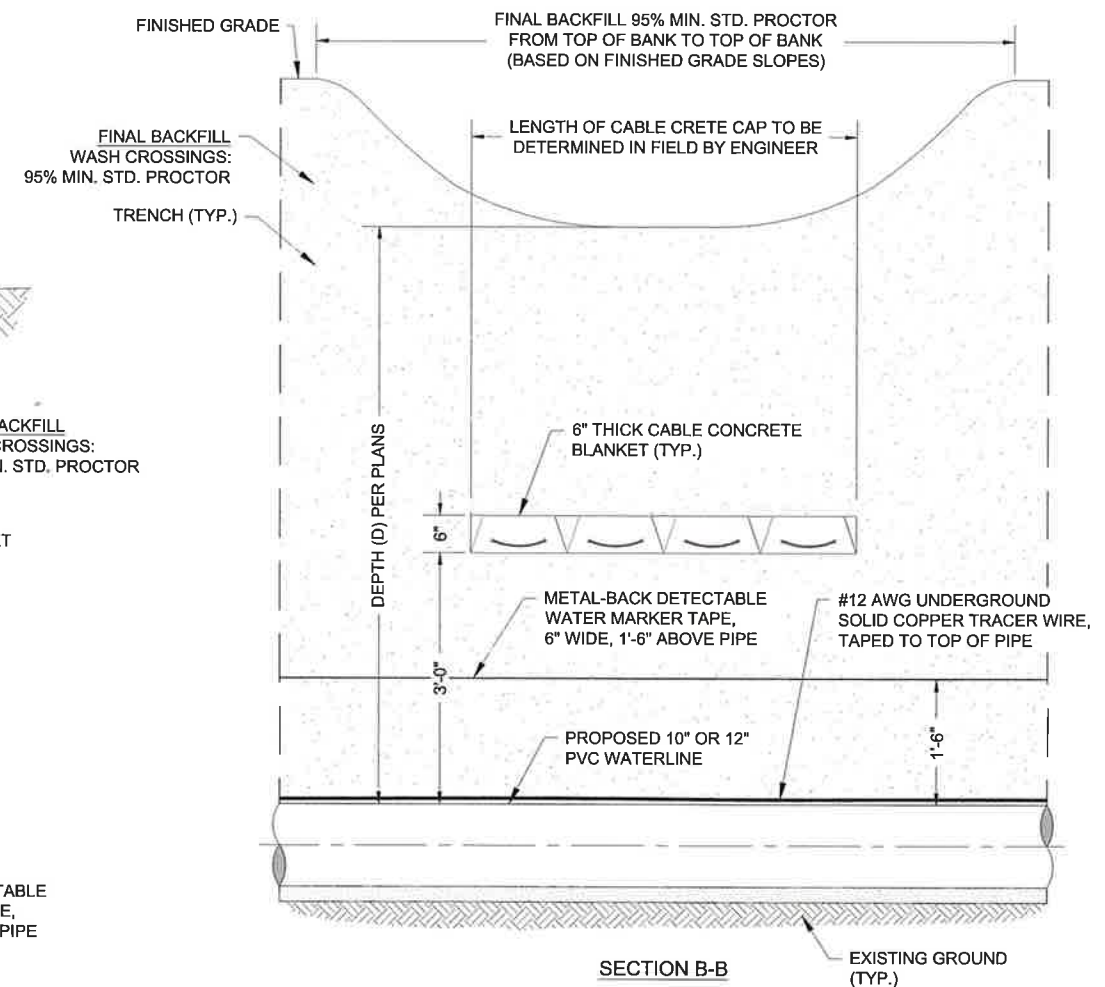 FINISHED GRADE
FINAL BACKFILL 95% MIN. STD. PROCTOR
FROM TOP OF BANK TO TOP OF BANK
(BASED ON FINISHED GRADE SLOPES)
FINAL BACKFILL
WASH CROSSINGS:
95% MIN. STD. PROCTOR
LENGTH OF CABLE CRETE CAP TO BE
DETERMINED IN FIELD BY ENGINEER
TRENCH (TYP.)
ACKFILL
CROSSINGS:
N. STD. PROCTOR
6" THICK CABLE CONCRETE
BLANKET (TYP.)
DEPTH (D) PER PLANS
6"
METAL-BACK DETECTABLE
WATER MARKER TAPE,
6" WIDE, 1'-6" ABOVE PIPE
#12 AWG UNDERGROUND
SOLID COPPER TRACER WIRE,
TAPED TO TOP OF PIPE
3'-0"
1'-6"
PROPOSED 10" OR 12"
PVC WATERLINE
TABLE
E,
PIPE
SECTION B-B
EXISTING GROUND
(TYP.)